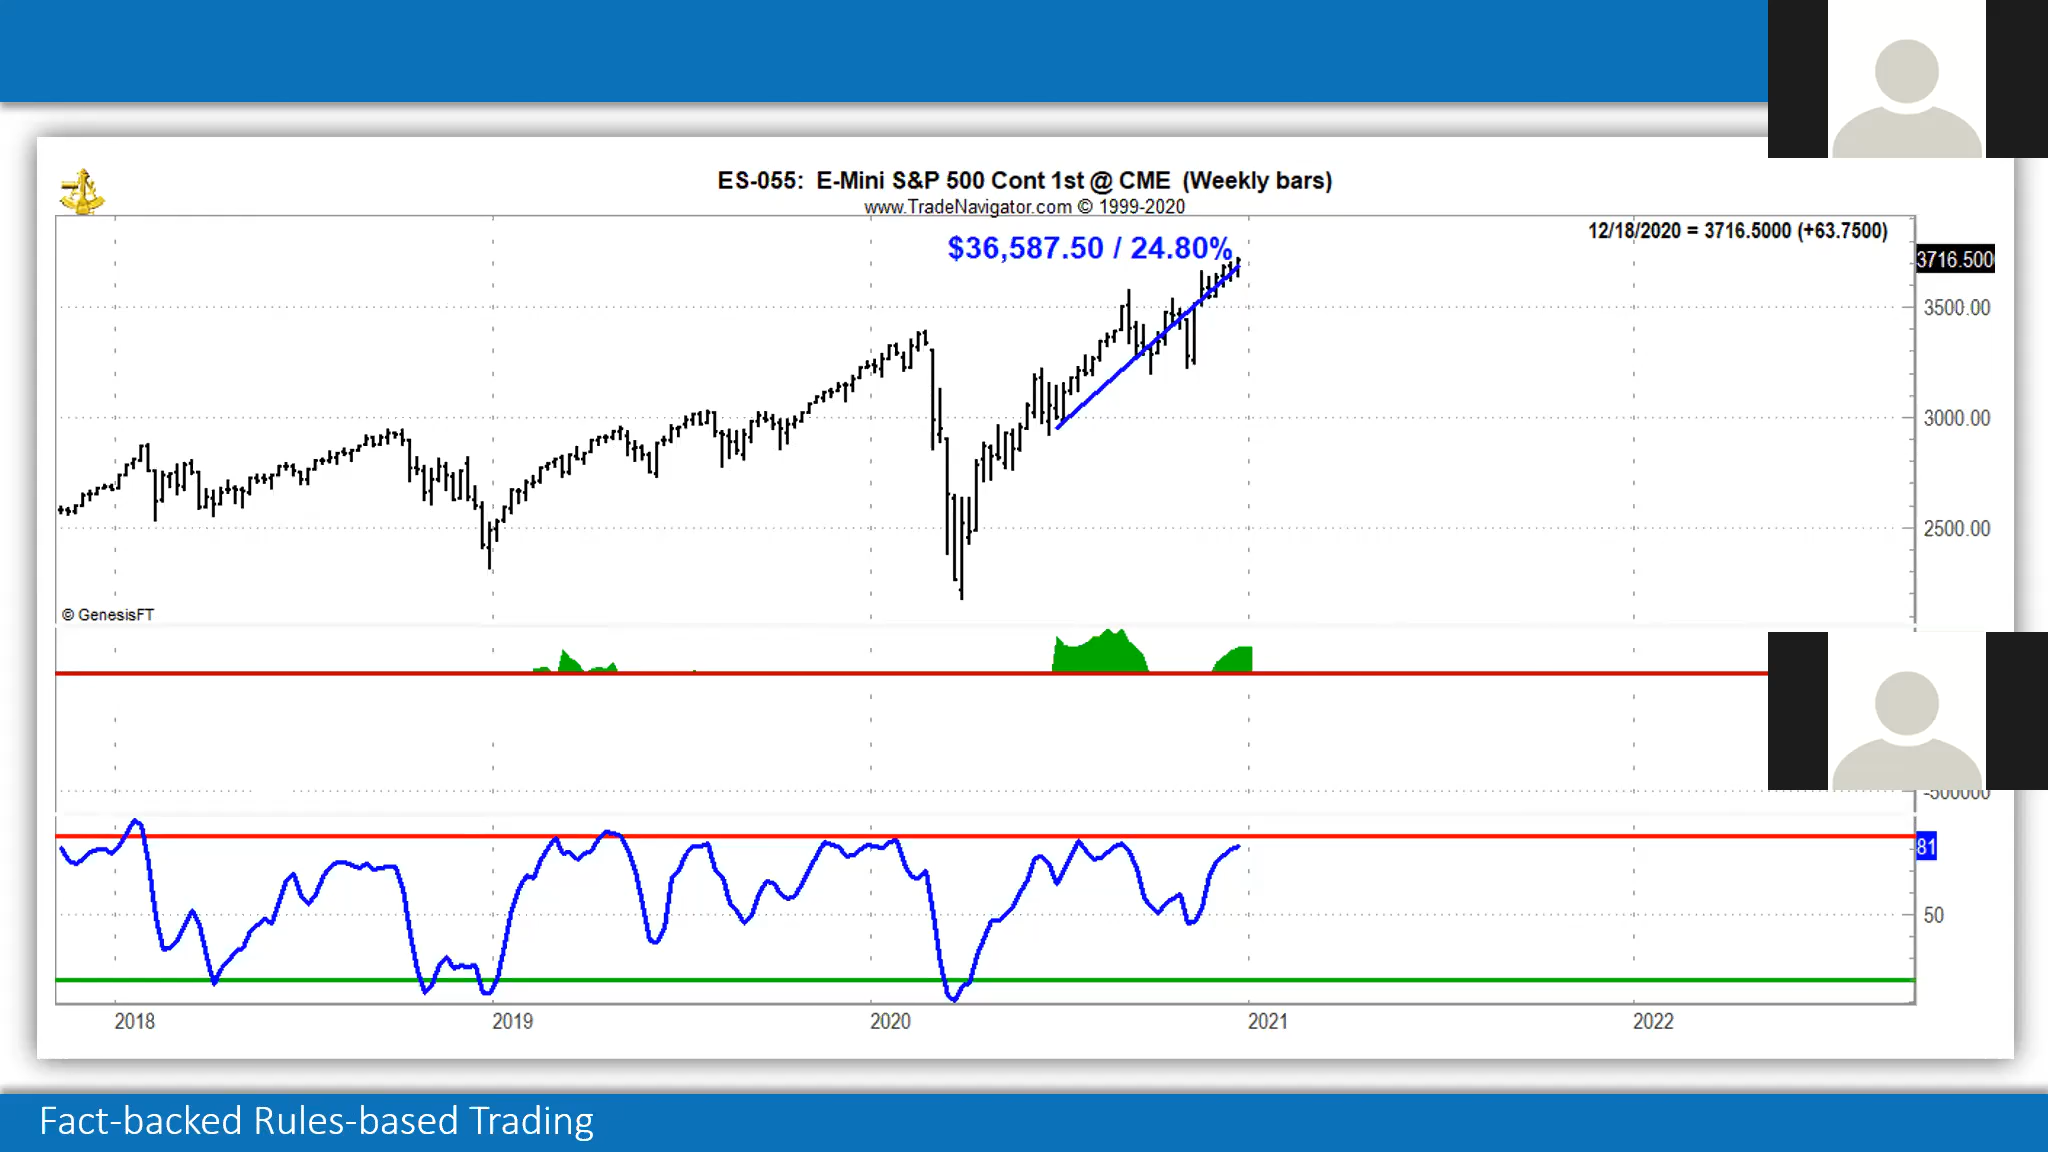 ES-055: E-Mini S&P 500 Cont 1st @ CME (Weekly bars)
www.TradeNavigator.com © 1999-2020
12/18/2020 = 3716.5000 (+63.7500)
$36,587.50 / 24.80%
3716.500
3500.00
3000.00
2500.00
© GenesisFT
-500000
81
50
2018 2019 2020 2021 2022
Fact-backed Rules-based Trading